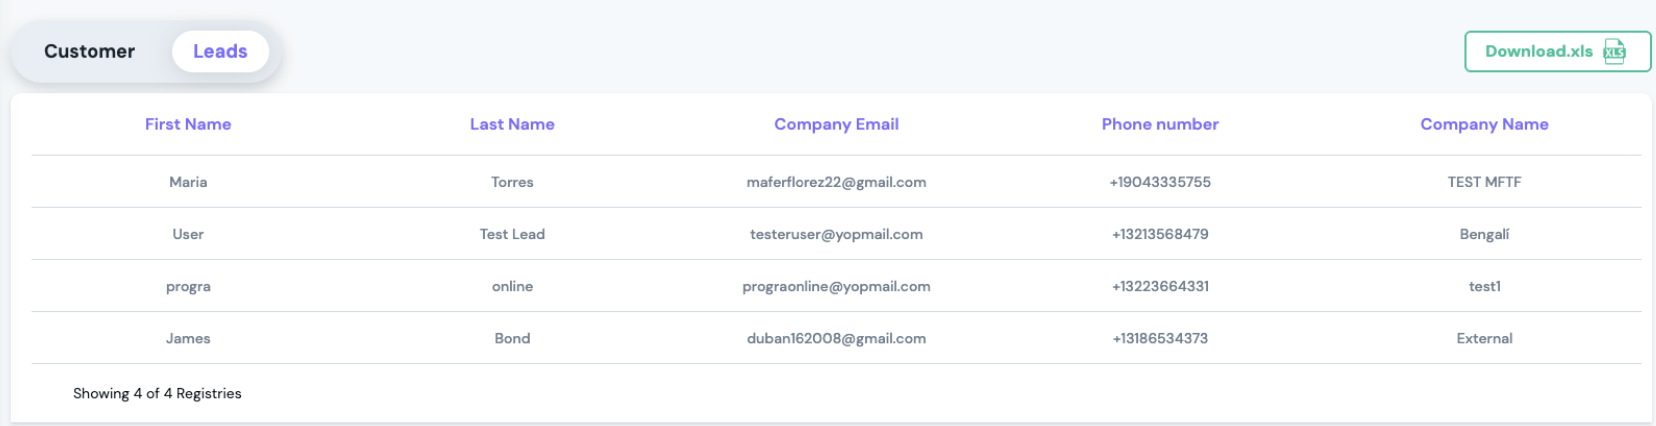 Customer Leads Download.xls XLS
First Name Last Name Company Email Phone number Company Name
Maria Torres maferflorez22@gmail.com +19043335755 TEST MFTF
User Test Lead testeruser@yopmail.com +13213568479 Bengalí
progra online prograonline@yopmail.com +13223664331 test1
James Bond duban162008@gmail.com +13186534373 External
Showing 4 of 4 Registries